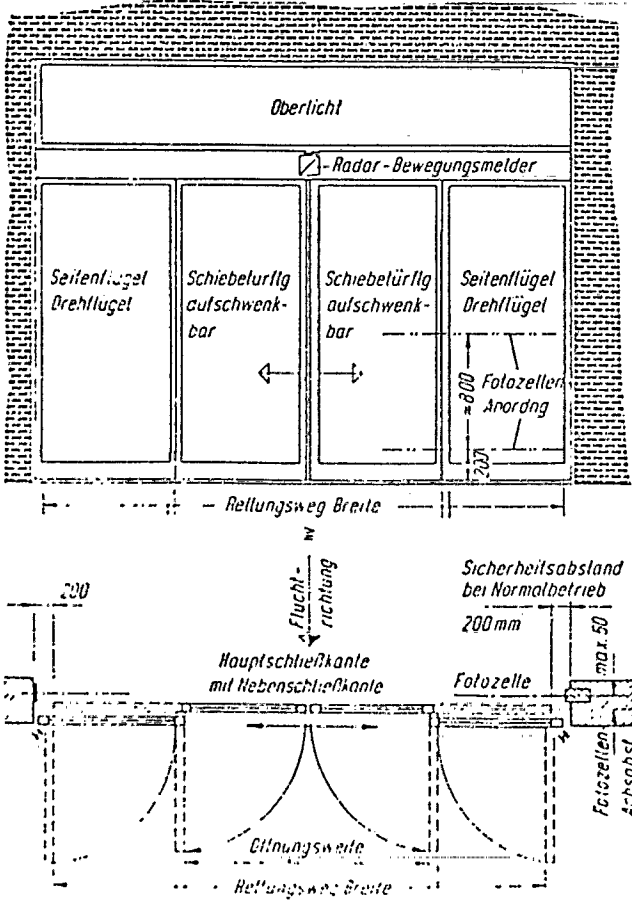 Oberlicht
Radar-Bewegungsmelder
Seitenflügel
Drehflügel
Schiebetürflg
aufschwenk-
bar
Schiebetürflg
aufschwenk-
bar
Seitenflügel
Drehflügel
≈800
Fotozellen
Anordng
200
Rettungsweg Breite
Flucht-
richtung
200
Sicherheitsabstand
bei Normalbetrieb
200 mm
max. 50
Hauptschließkante
mit Nebenschließkante
Fotozelle
Fotozellen
Achsabst.
Öffnungsweite
Rettungsweg Breite